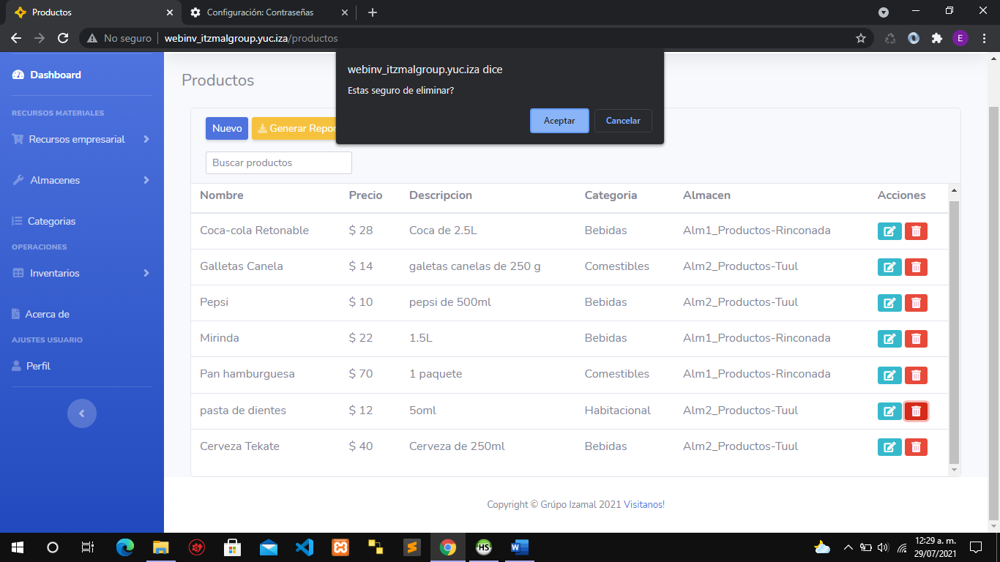 Productos
Configuración: Contraseñas
No seguro
webinv_itzmalgroup.yuc.iza/productos
E
webinv_itzmalgroup.yuc.iza dice
Estas seguro de eliminar?
Aceptar
Cancelar
Dashboard
RECURSOS MATERIALES
Recursos empresarial
Almacenes
Categorias
OPERACIONES
Inventarios
Acerca de
AJUSTES USUARIO
Perfil
Productos
Nuevo
Generar Repor
Buscar productos
Nombre Precio Descripcion Categoria Almacen Acciones
Coca-cola Retonable $ 28 Coca de 2.5L Bebidas Alm1_Productos-Rinconada
Galletas Canela $ 14 galetas canelas de 250 g Comestibles Alm2_Productos-Tuul
Pepsi $ 10 pepsi de 500ml Bebidas Alm2_Productos-Tuul
Mirinda $ 22 1.5L Bebidas Alm1_Productos-Rinconada
Pan hamburguesa $ 70 1 paquete Comestibles Alm1_Productos-Rinconada
pasta de dientes $ 12 5oml Habitacional Alm2_Productos-Tuul
Cerveza Tekate $ 40 Cerveza de 250ml Bebidas Alm2_Productos-Tuul
Copyright © Grúpo Izamal 2021 Visitanos!
HS
W
12:29 a. m.
29/07/2021